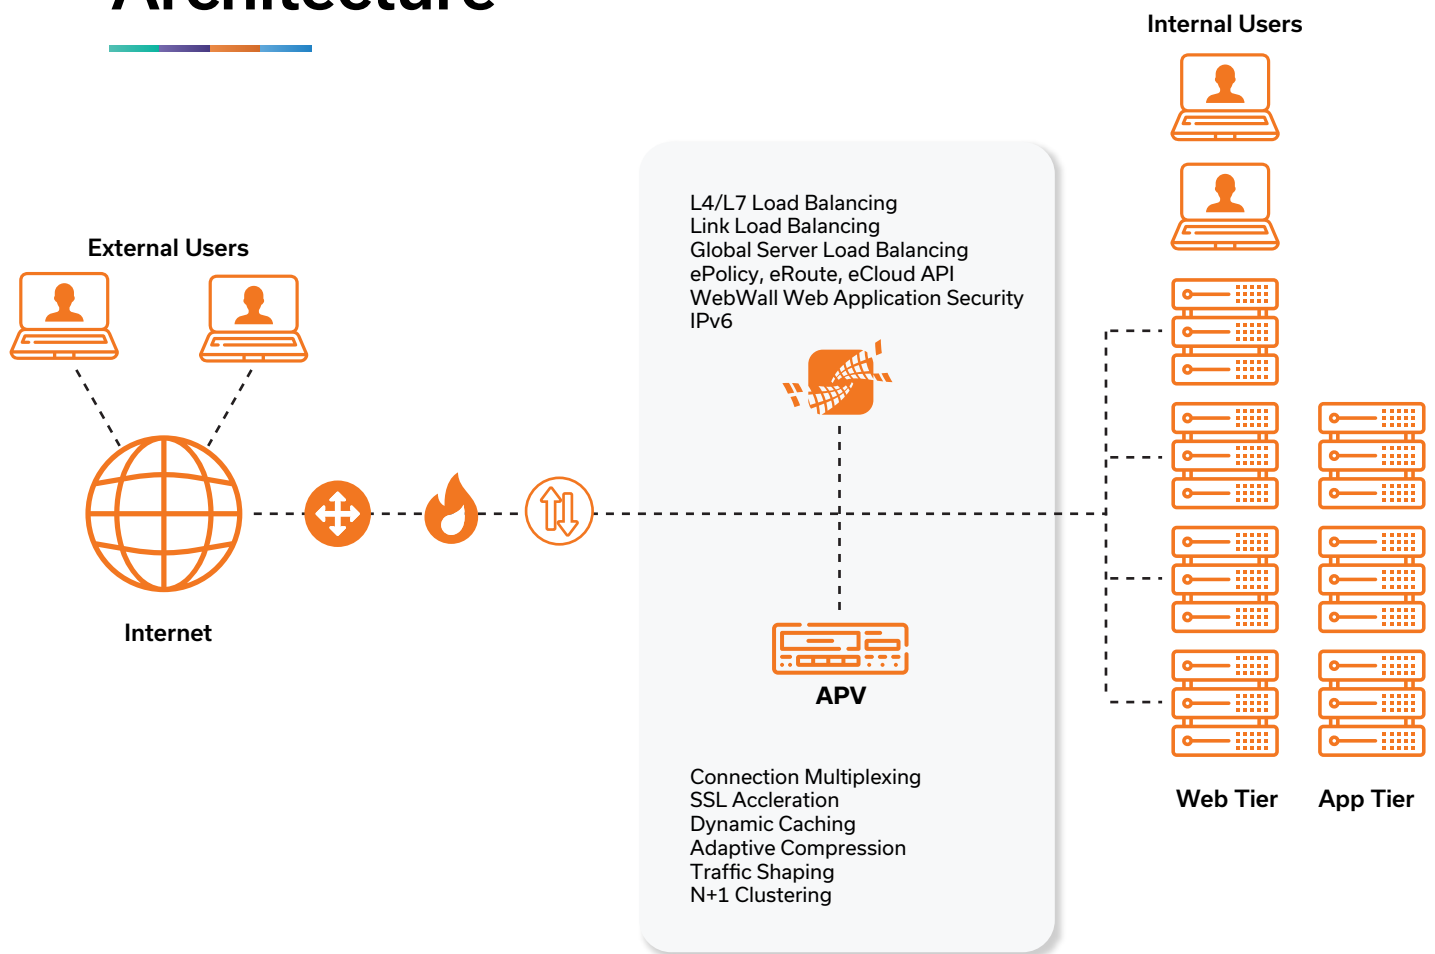 Architecture
Internal Users
External Users
L4/L7 Load Balancing
Link Load Balancing
Global Server Load Balancing
ePolicy, eRoute, eCloud API
WebWall Web Application Security
IPv6
Internet
APV
Connection Multiplexing
SSL Accleration
Dynamic Caching
Adaptive Compression
Traffic Shaping
N+1 Clustering
Web Tier
App Tier